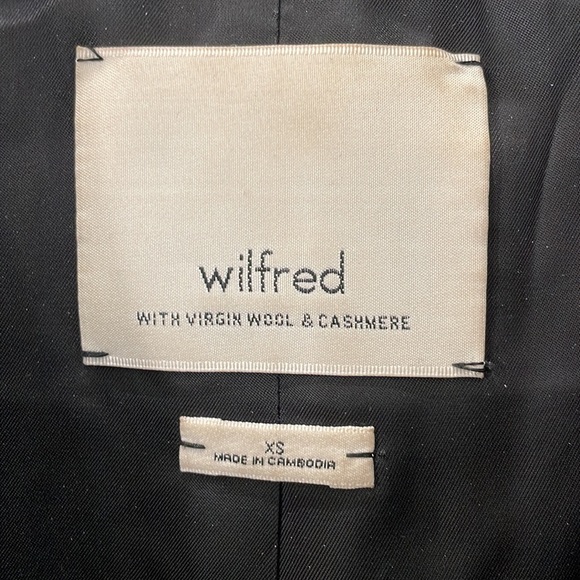 wilfred
WITH VIRGIN WOOL & CASHMERE
XS
MADE IN CAMBODIA